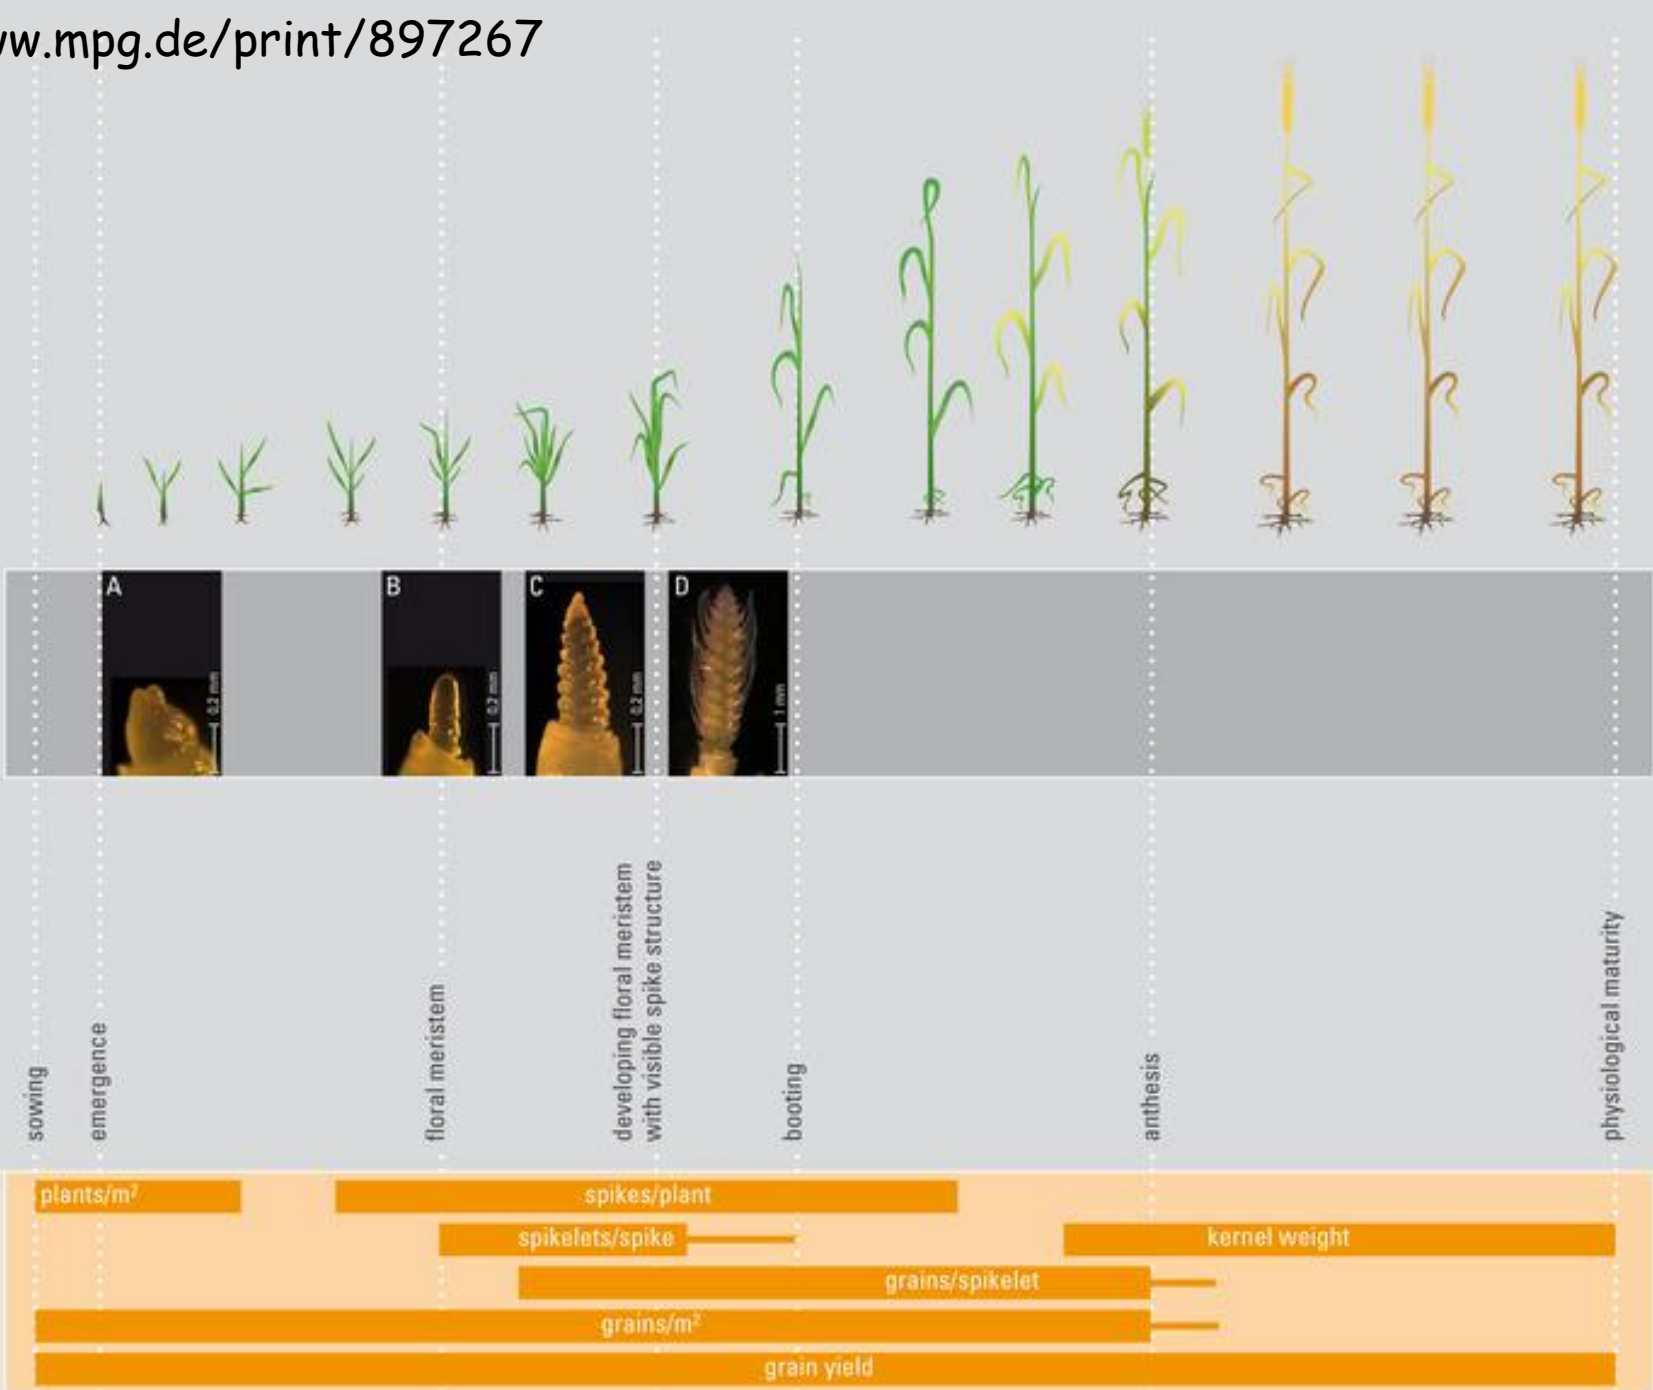 ww.mpg.de/print/897267
A
B
C
D
0,2 mm
0,2 mm
0,2 mm
1 mm
sowing
emergence
floral meristem
developing floral meristem
with visible spike structure
booting
anthesis
physiological maturity
plants/m²
spikes/plant
spikelets/spike
kernel weight
grains/spikelet
grains/m²
grain yield